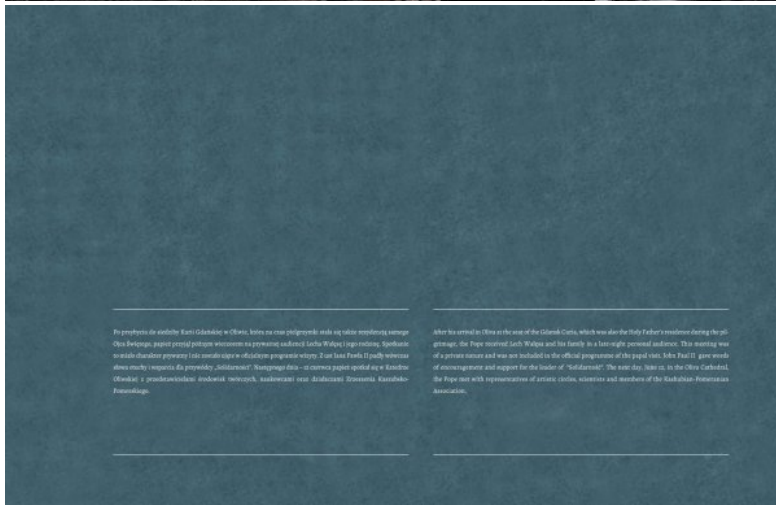 Po przybyciu do siedziby Kurii Gdańskiej w Oliwie, która na czas pielgrzymki stała się także rezydencją samego
Ojca Świętego, papież przyjął późnym wieczorem na prywatnej audiencji Lecha Wałęsę i jego rodzinę. Spotkanie
to miało charakter prywatny i nie zostało ujęte w oficjalnym programie wizyty. Z ust Jana Pawła II padły wówczas
słowa otuchy i wsparcia dla przywódcy „Solidarności”. Następnego dnia – 12 czerwca papież spotkał się w Katedrze
Oliwskiej z przedstawicielami środowisk twórczych, naukowcami oraz działaczami Zrzeszenia Kaszubsko-
Pomorskiego.
After his arrival in Oliva at the seat of the Gdansk Curia, which was also the Holy Father's residence during the pil-
grimage, the Pope received Lech Wałęsa and his family in a late-night personal audience. This meeting was
of a private nature and was not included in the official programme of the papal visit. John Paul II gave words
of encouragement and support for the leader of "Solidarność". The next day, June 12, in the Oliva Cathedral,
the Pope met with representatives of artistic circles, scientists and members of the Kashubian-Pomeranian
Association.